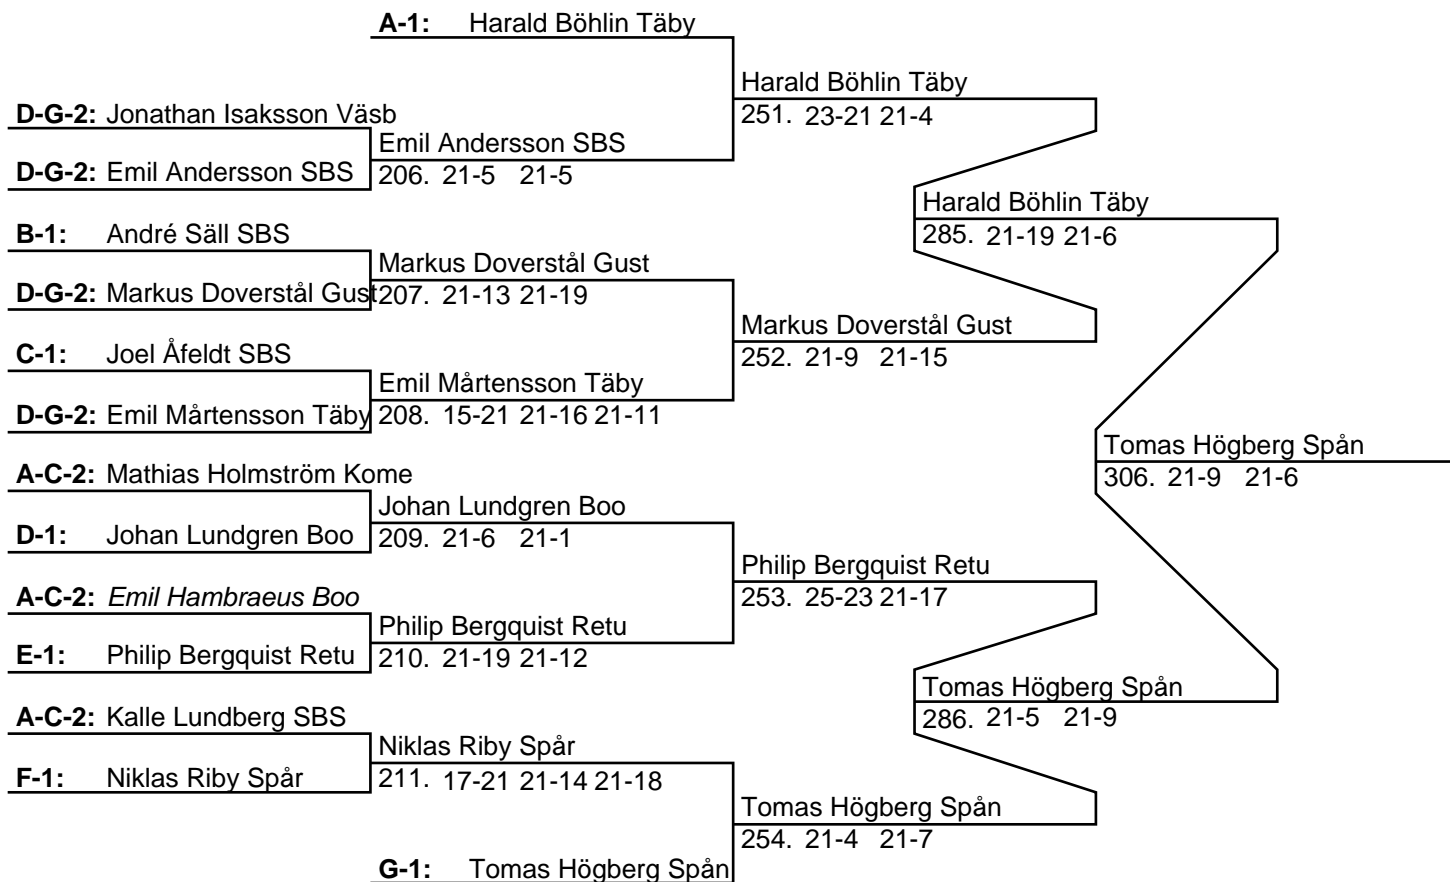 A-1: Harald Böhlin Täby
Harald Böhlin Täby
D-G-2: Jonathan Isaksson Väsb
251. 23-21 21-4
Emil Andersson SBS
D-G-2: Emil Andersson SBS
206. 21-5 21-5
Harald Böhlin Täby
B-1: André Säll SBS
285. 21-19 21-6
Markus Doverstål Gust
D-G-2: Markus Doverstål Gust
207. 21-13 21-19
Markus Doverstål Gust
C-1: Joel Åfeldt SBS
252. 21-9 21-15
Emil Mårtensson Täby
D-G-2: Emil Mårtensson Täby
208. 15-21 21-16 21-11
Tomas Högberg Spån
A-C-2: Mathias Holmström Kome
306. 21-9 21-6
Johan Lundgren Boo
D-1: Johan Lundgren Boo
209. 21-6 21-1
Philip Bergquist Retu
A-C-2: Emil Hambraeus Boo
253. 25-23 21-17
Philip Bergquist Retu
E-1: Philip Bergquist Retu
210. 21-19 21-12
Tomas Högberg Spån
A-C-2: Kalle Lundberg SBS
286. 21-5 21-9
Niklas Riby Spår
F-1: Niklas Riby Spår
211. 17-21 21-14 21-18
Tomas Högberg Spån
254. 21-4 21-7
G-1: Tomas Högberg Spån